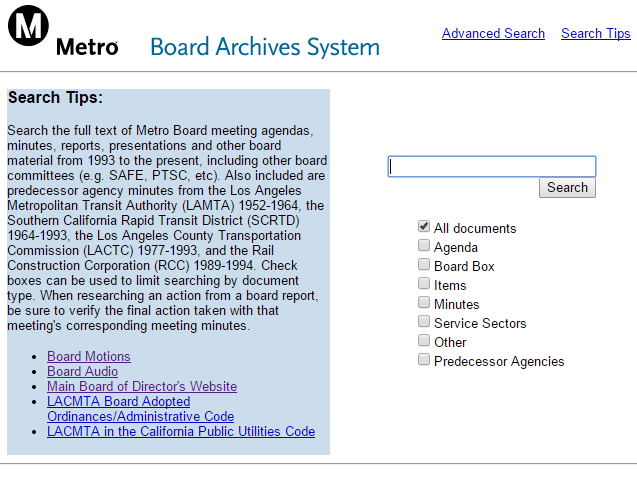 M Metro Board Archives System
Advanced Search Search Tips
Search Tips:
Search the full text of Metro Board meeting agendas,
minutes, reports, presentations and other board
material from 1993 to the present, including other board
committees (e.g. SAFE, PTSC, etc). Also included are
predecessor agency minutes from the Los Angeles
Metropolitan Transit Authority (LAMTA) 1952-1964, the
Southern California Rapid Transit District (SCRTD)
1964-1993, the Los Angeles County Transportation
Commission (LACTC) 1977-1993, and the Rail
Construction Corporation (RCC) 1989-1994. Check
boxes can be used to limit searching by document
type. When researching an action from a board report,
be sure to verify the final action taken with that
meeting's corresponding meeting minutes.
• Board Motions
• Board Audio
• Main Board of Director's Website
• LACMTA Board Adopted
Ordinances/Administrative Code
• LACMTA in the California Public Utilities Code
Search
All documents
Agenda
Board Box
Items
Minutes
Service Sectors
Other
Predecessor Agencies